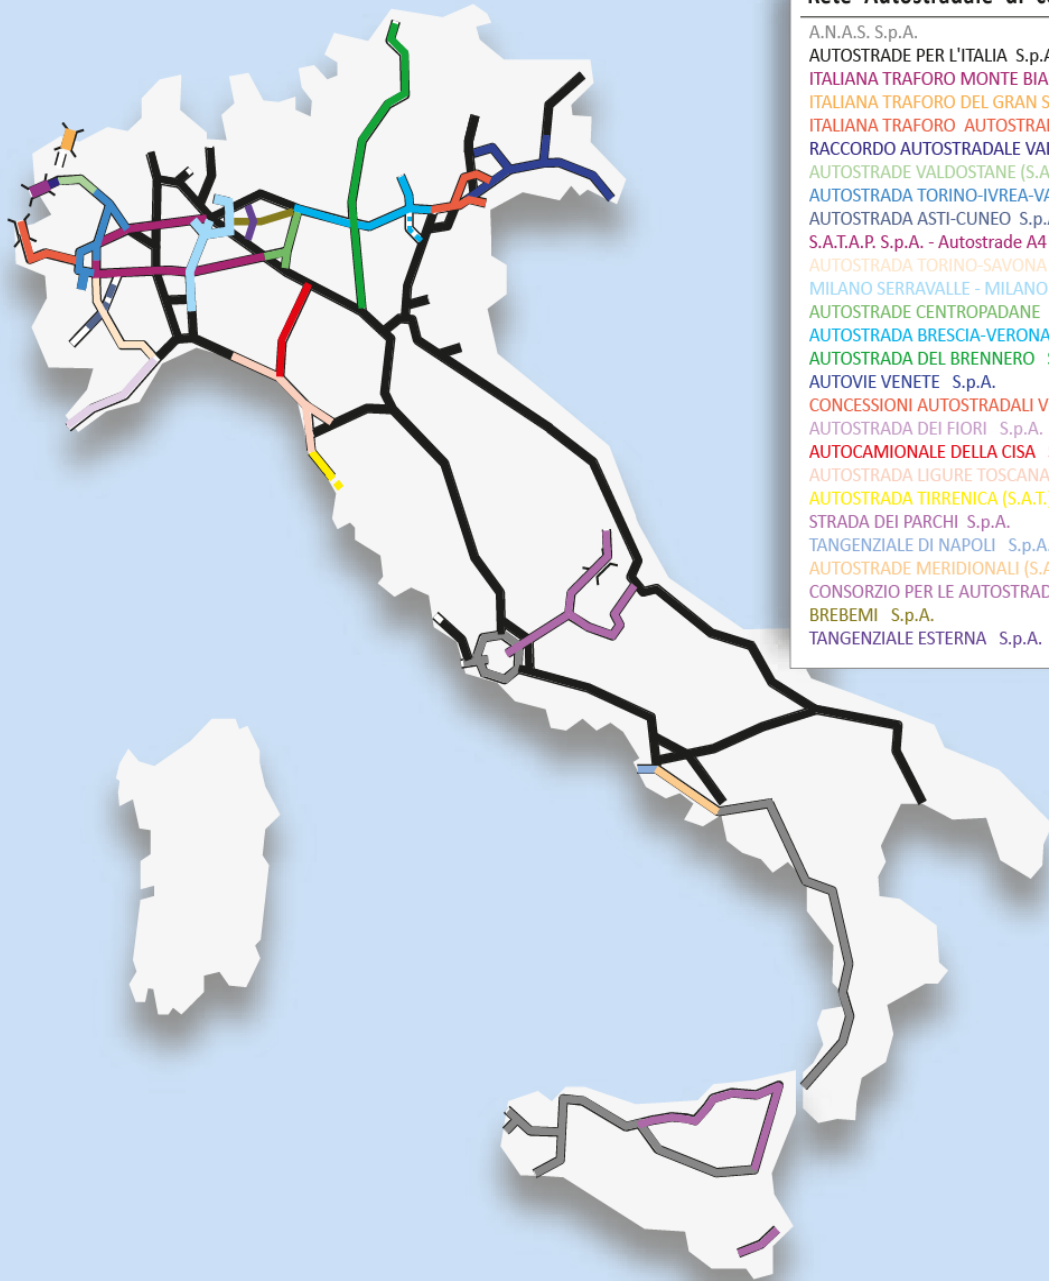 A.N.A.S. S.p.A.
AUTOSTRADE PER L'ITALIA S.p.A
ITALIANA TRAFORO MONTE BIA
ITALIANA TRAFORO DEL GRAN S
ITALIANA TRAFORO AUTOSTRA
RACCORDO AUTOSTRADALE VAL
AUTOSTRADE VALDOSTANE (S.A
AUTOSTRADA TORINO-IVREA-VA
AUTOSTRADA ASTI-CUNEO S.p.A
S.A.T.A.P. S.p.A. - Autostrade A4
AUTOSTRADA TORINO-SAVONA
MILANO SERRAVALLE - MILANO
AUTOSTRADE CENTROPADANE
AUTOSTRADA BRESCIA-VERONA
AUTOSTRADA DEL BRENNERO
AUTOVIE VENETE S.p.A.
CONCESSIONI AUTOSTRADALI V
AUTOSTRADA DEI FIORI S.p.A.
AUTOCAMIONALE DELLA CISA
AUTOSTRADA LIGURE TOSCANA
AUTOSTRADA TIRRENICA (S.A.T.
STRADA DEI PARCHI S.p.A.
TANGENZIALE DI NAPOLI S.p.A.
AUTOSTRADE MERIDIONALI (S.A
CONSORZIO PER LE AUTOSTRAD
BREBEMI S.p.A.
TANGENZIALE ESTERNA S.p.A.